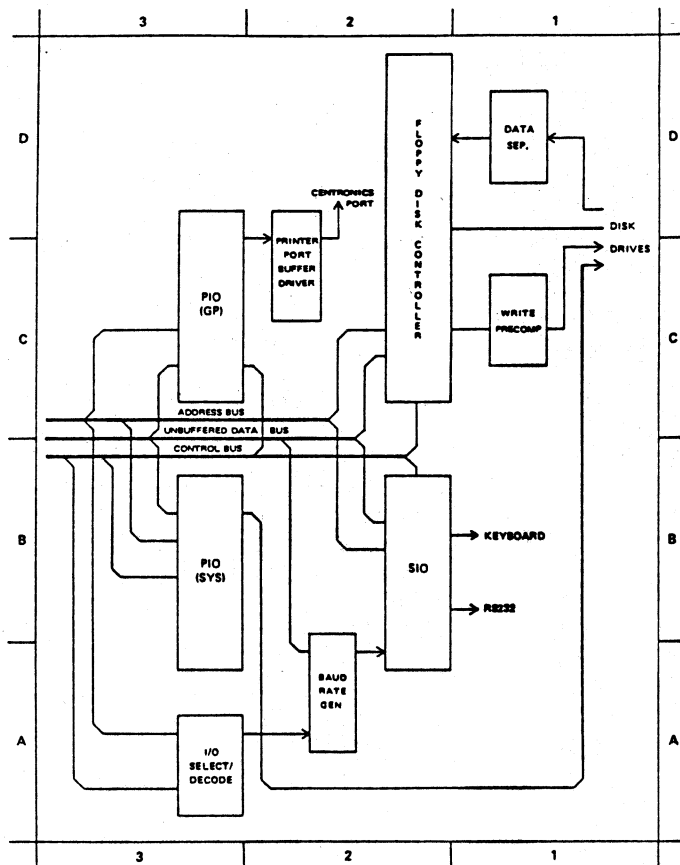 3 2 1
D D
FLOPPY DISK CONTROLLER
DATA
SEP.
CENTRONICS
PORT
DISK
DRIVES
PRINTER
PORT
BUFFER
DRIVER
PIO
(GP)
WRITE
PRECOMP
C C
ADDRESS BUS
UNBUFFERED DATA BUS
CONTROL BUS
B B
PIO
(SYS)
SIO
KEYBOARD
RS232
BAUD
RATE
GEN
A A
I/O
SELECT/
DECODE
3 2 1